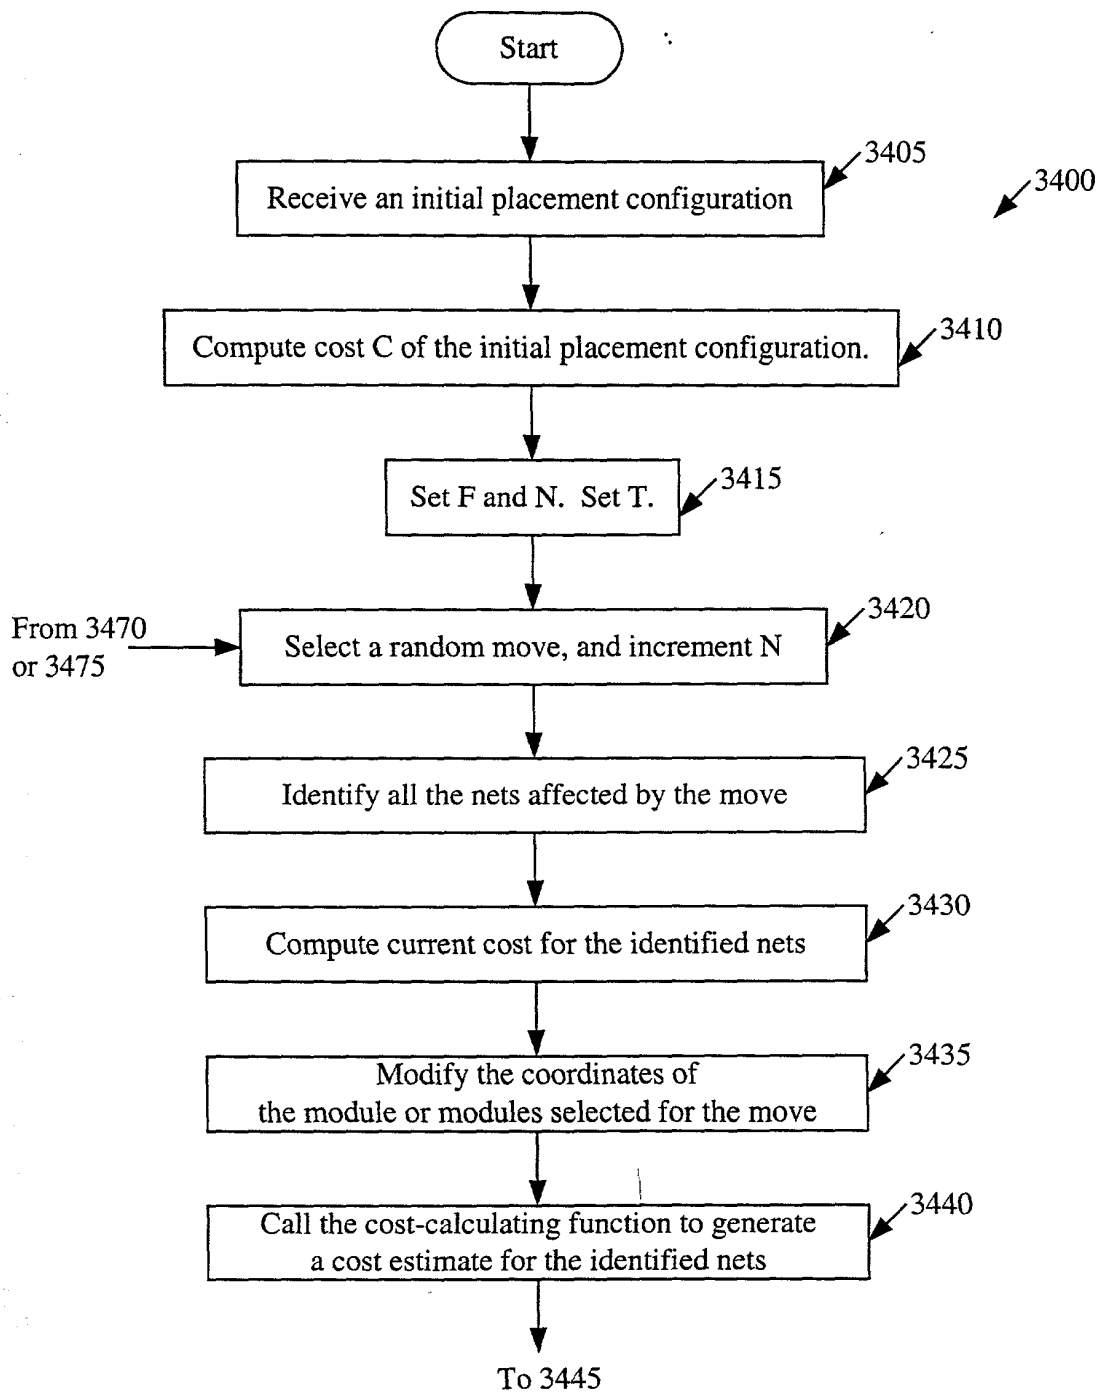 Start
3405
Receive an initial placement configuration
3400
3410
Compute cost C of the initial placement configuration.
3415
Set F and N. Set T.
3420
From 3470
or 3475
Select a random move, and increment N
3425
Identify all the nets affected by the move
3430
Compute current cost for the identified nets
3435
Modify the coordinates of
the module or modules selected for the move
3440
Call the cost-calculating function to generate
a cost estimate for the identified nets
To 3445